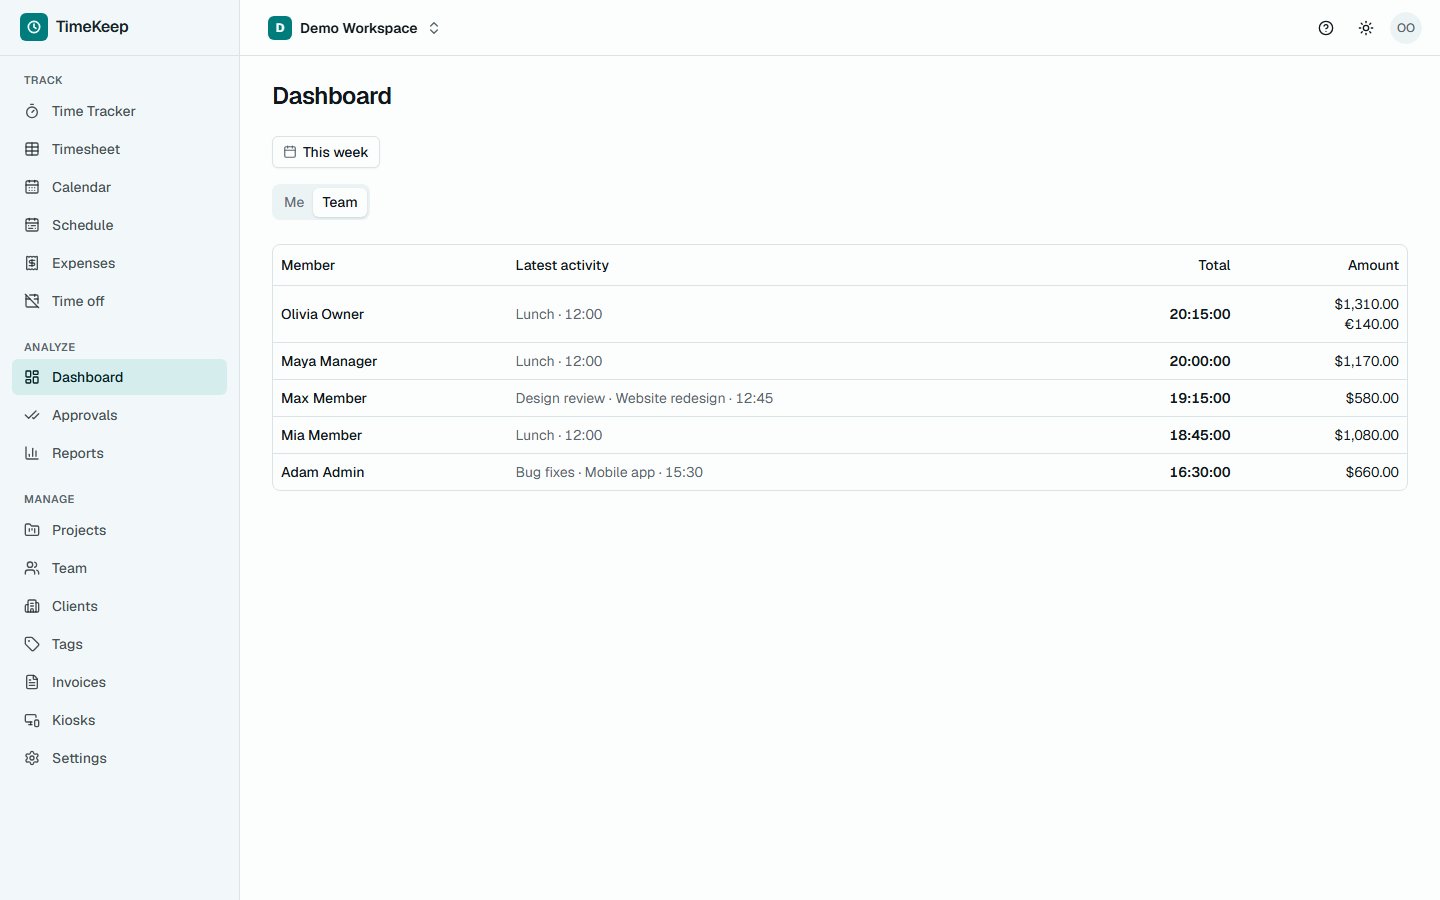 TimeKeep
D Demo Workspace
OO
TRACK
Time Tracker
Timesheet
Calendar
Schedule
Expenses
Time off
ANALYZE
Dashboard
Approvals
Reports
MANAGE
Projects
Team
Clients
Tags
Invoices
Kiosks
Settings
Dashboard
This week
Me Team
Member Latest activity Total Amount
Olivia Owner Lunch · 12:00 20:15:00 $1,310.00
€140.00
Maya Manager Lunch · 12:00 20:00:00 $1,170.00
Max Member Design review · Website redesign · 12:45 19:15:00 $580.00
Mia Member Lunch · 12:00 18:45:00 $1,080.00
Adam Admin Bug fixes · Mobile app · 15:30 16:30:00 $660.00